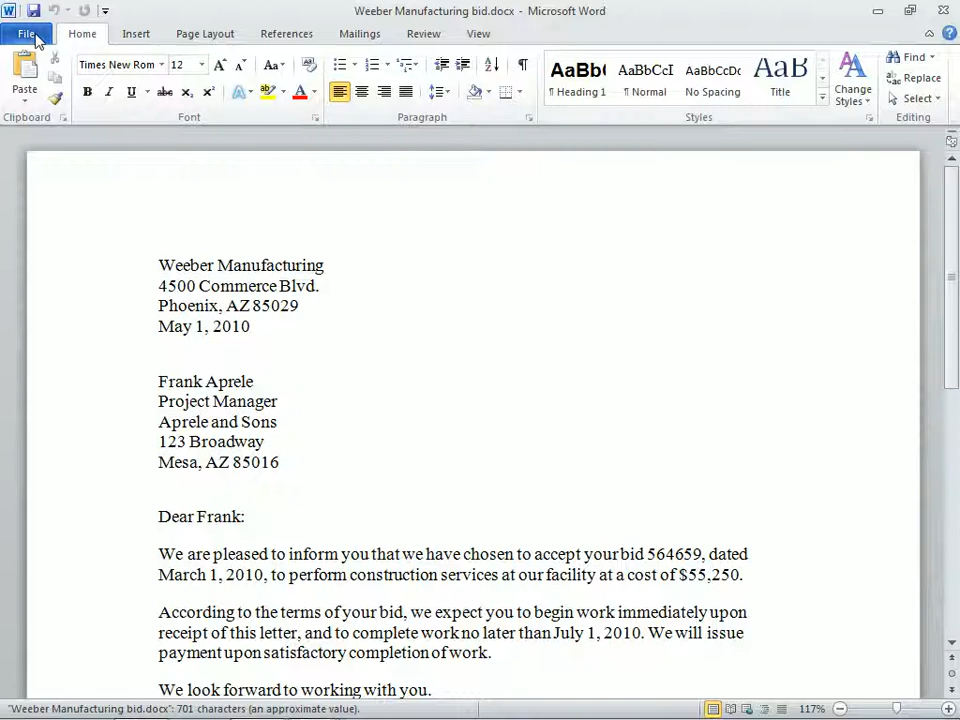 Weeber Manufacturing bid.docx - Microsoft Word
File Home Insert Page Layout References Mailings Review View
Times New Rom 12
Paste
AaBb( AaBbCcI AaBbCcDc AaB
¶ Heading 1 ¶ Normal No Spacing Title
Change Styles
Find
Replace
Select
Clipboard Font Paragraph Styles Editing
Weeber Manufacturing
4500 Commerce Blvd.
Phoenix, AZ 85029
May 1, 2010
Frank Aprele
Project Manager
Aprele and Sons
123 Broadway
Mesa, AZ 85016
Dear Frank:
We are pleased to inform you that we have chosen to accept your bid 564659, dated
March 1, 2010, to perform construction services at our facility at a cost of $55,250.
According to the terms of your bid, we expect you to begin work immediately upon
receipt of this letter, and to complete work no later than July 1, 2010. We will issue
payment upon satisfactory completion of work.
We look forward to working with you.
"Weeber Manufacturing bid.docx": 701 characters (an approximate value). 117%